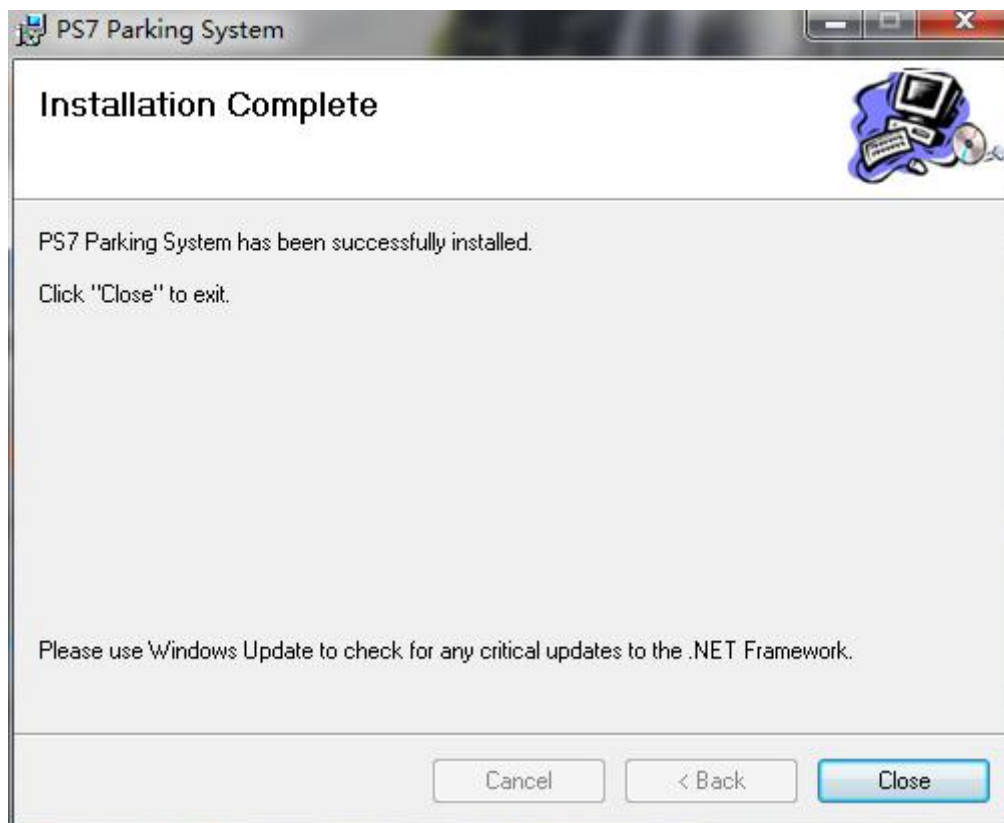 PS7 Parking System
Installation Complete
PS7 Parking System has been successfully installed.
Click "Close" to exit.
Please use Windows Update to check for any critical updates to the .NET Framework.
Cancel
< Back
Close